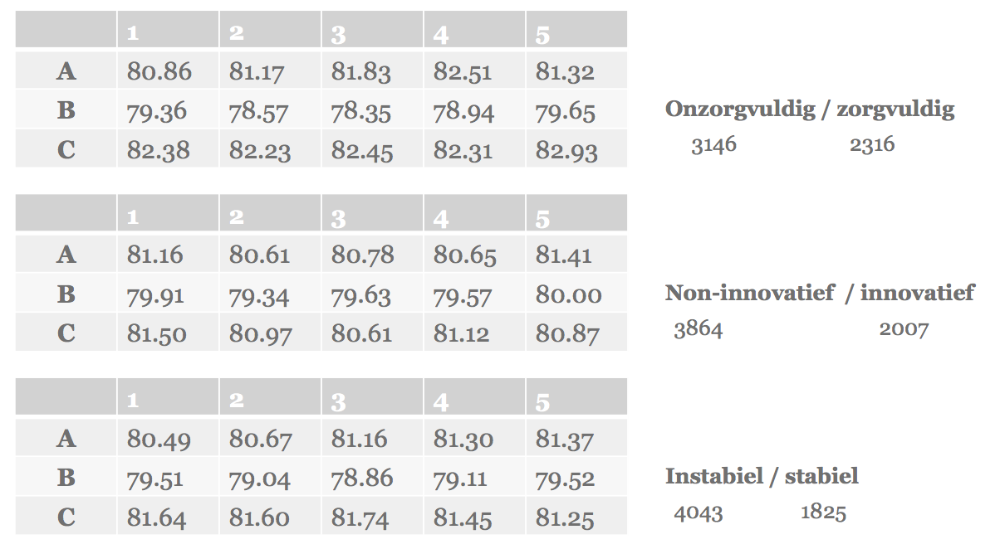 1 2 3 4 5
A 80.86 81.17 81.83 82.51 81.32
B 79.36 78.57 78.35 78.94 79.65
C 82.38 82.23 82.45 82.31 82.93
Onzorgvuldig / zorgvuldig
3146 2316
1 2 3 4 5
A 81.16 80.61 80.78 80.65 81.41
B 79.91 79.34 79.63 79.57 80.00
C 81.50 80.97 80.61 81.12 80.87
Non-innovatief / innovatief
3864 2007
1 2 3 4 5
A 80.49 80.67 81.16 81.30 81.37
B 79.51 79.04 78.86 79.11 79.52
C 81.64 81.60 81.74 81.45 81.25
Instabiel / stabiel
4043 1825